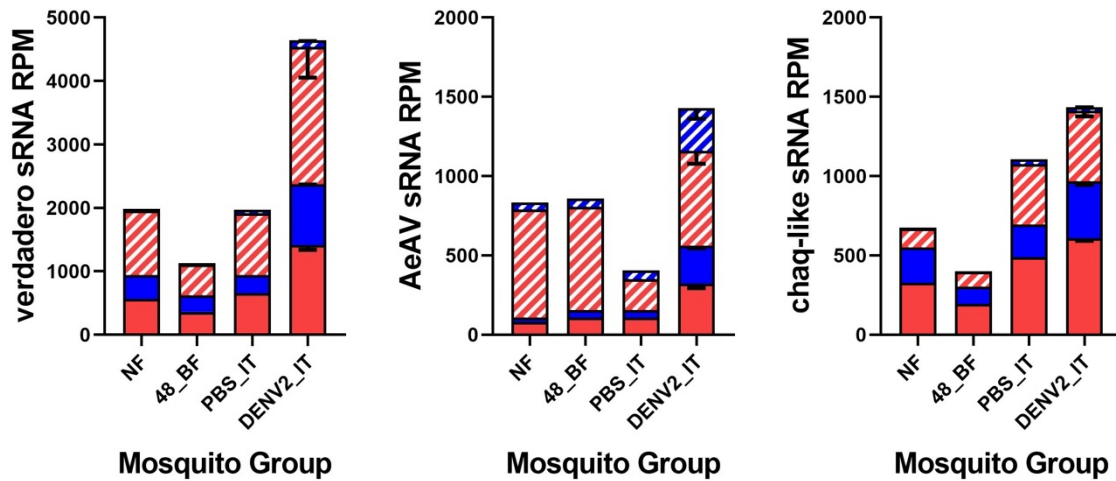 verdadero sRNA RPM
5000
4000
3000
2000
1000
0
NF
48_BF
PBS_IT
DENV2_IT
Mosquito Group
AeAV sRNA RPM
2000
1500
1000
500
0
NF
48_BF
PBS_IT
DENV2_IT
Mosquito Group
chaq-like sRNA RPM
2000
1500
1000
500
0
NF
48_BF
PBS_IT
DENV2_IT
Mosquito Group